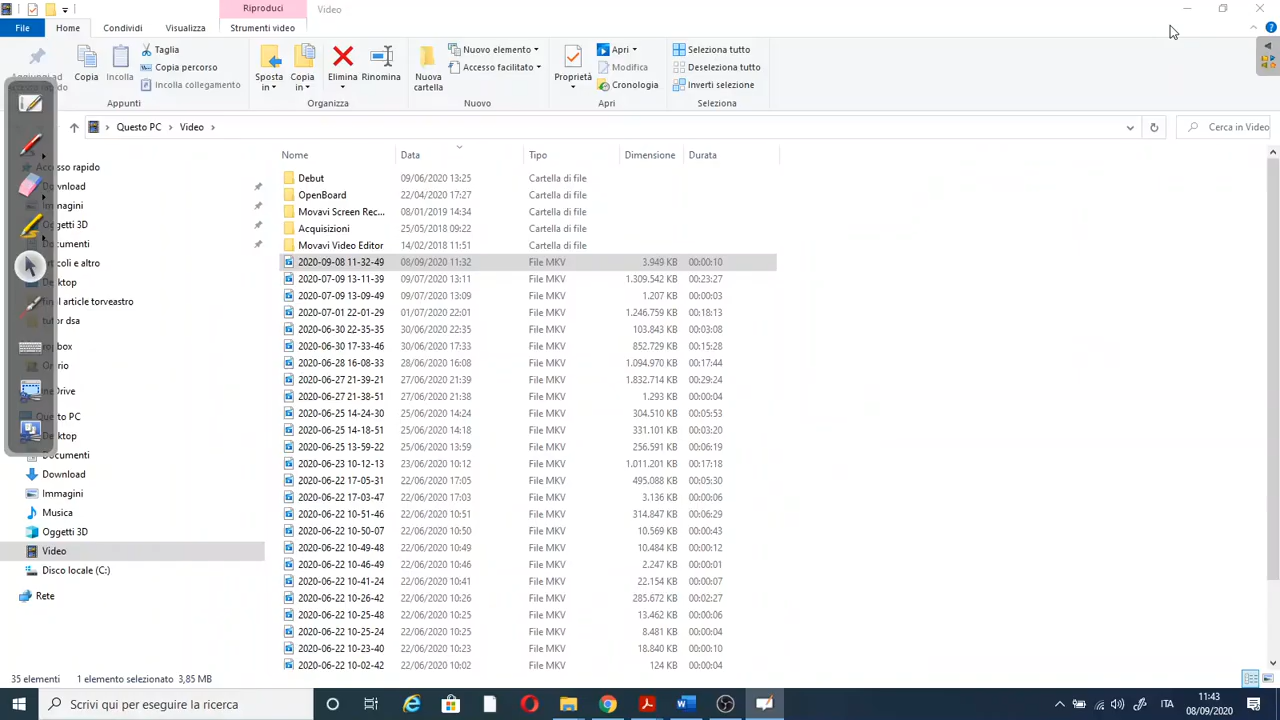 Riproduci
Video
File
Home
Condividi
Visualizza
Strumenti video
Copia
Incolla
Taglia
Copia percorso
Incolla collegamento
Appunti
Sposta in
Copia in
Elimina
Rinomina
Organizza
Nuova cartella
Nuovo elemento
Accesso facilitato
Nuovo
Proprietà
Apri
Modifica
Cronologia
Apri
Seleziona tutto
Deseleziona tutto
Inverti selezione
Seleziona
Questo PC > Video >
Cerca in Video
Nome Data Tipo Dimensione Durata
Debut 09/06/2020 13:25 Cartella di file
OpenBoard 22/04/2020 17:27 Cartella di file
Movavi Screen Rec... 08/01/2019 14:34 Cartella di file
Acquisizioni 25/05/2018 09:22 Cartella di file
Movavi Video Editor 14/02/2018 11:51 Cartella di file
2020-09-08 11-32-49 08/09/2020 11:32 File MKV 3.949 KB 00:00:10
2020-07-09 13-11-39 09/07/2020 13:11 File MKV 1.309.542 KB 00:23:27
2020-07-09 13-09-49 09/07/2020 13:09 File MKV 1.207 KB 00:00:03
2020-07-01 22-01-29 01/07/2020 22:01 File MKV 1.246.759 KB 00:18:13
2020-06-30 22-35-35 30/06/2020 22:35 File MKV 103.843 KB 00:03:08
2020-06-30 17-33-46 30/06/2020 17:33 File MKV 852.729 KB 00:15:28
2020-06-28 16-08-33 28/06/2020 16:08 File MKV 1.094.970 KB 00:17:44
2020-06-27 21-39-21 27/06/2020 21:39 File MKV 1.832.714 KB 00:29:24
2020-06-27 21-38-51 27/06/2020 21:38 File MKV 1.293 KB 00:00:04
2020-06-25 14-24-30 25/06/2020 14:24 File MKV 304.510 KB 00:05:53
2020-06-25 14-18-51 25/06/2020 14:18 File MKV 331.101 KB 00:03:20
2020-06-25 13-59-22 25/06/2020 13:59 File MKV 256.591 KB 00:06:19
2020-06-23 10-12-13 23/06/2020 10:12 File MKV 1.011.201 KB 00:17:18
2020-06-22 17-05-31 22/06/2020 17:05 File MKV 495.088 KB 00:05:30
2020-06-22 17-03-47 22/06/2020 17:03 File MKV 3.136 KB 00:00:06
2020-06-22 10-51-46 22/06/2020 10:51 File MKV 314.847 KB 00:06:29
2020-06-22 10-50-07 22/06/2020 10:50 File MKV 10.569 KB 00:00:43
2020-06-22 10-49-48 22/06/2020 10:49 File MKV 10.484 KB 00:00:12
2020-06-22 10-46-49 22/06/2020 10:46 File MKV 2.247 KB 00:00:01
2020-06-22 10-41-24 22/06/2020 10:41 File MKV 22.154 KB 00:00:07
2020-06-22 10-26-42 22/06/2020 10:26 File MKV 285.672 KB 00:02:27
2020-06-22 10-25-48 22/06/2020 10:25 File MKV 13.462 KB 00:00:06
2020-06-22 10-25-24 22/06/2020 10:25 File MKV 8.481 KB 00:00:04
2020-06-22 10-23-40 22/06/2020 10:23 File MKV 18.840 KB 00:00:04
2020-06-22 10-02-42 22/06/2020 10:02 File MKV 124 KB 00:00:04
Accesso rapido
Download
Immagini
Oggetti 3D
Documenti
e altro
Desktop
article torveastro
tutor dsa
Questo PC
Desktop
Documenti
Download
Immagini
Musica
Oggetti 3D
Video
Disco locale (C:)
Rete
35 elementi 1 elemento selezionato 3,85 MB
Scrivi qui per eseguire la ricerca
ITA
11:43
08/09/2020